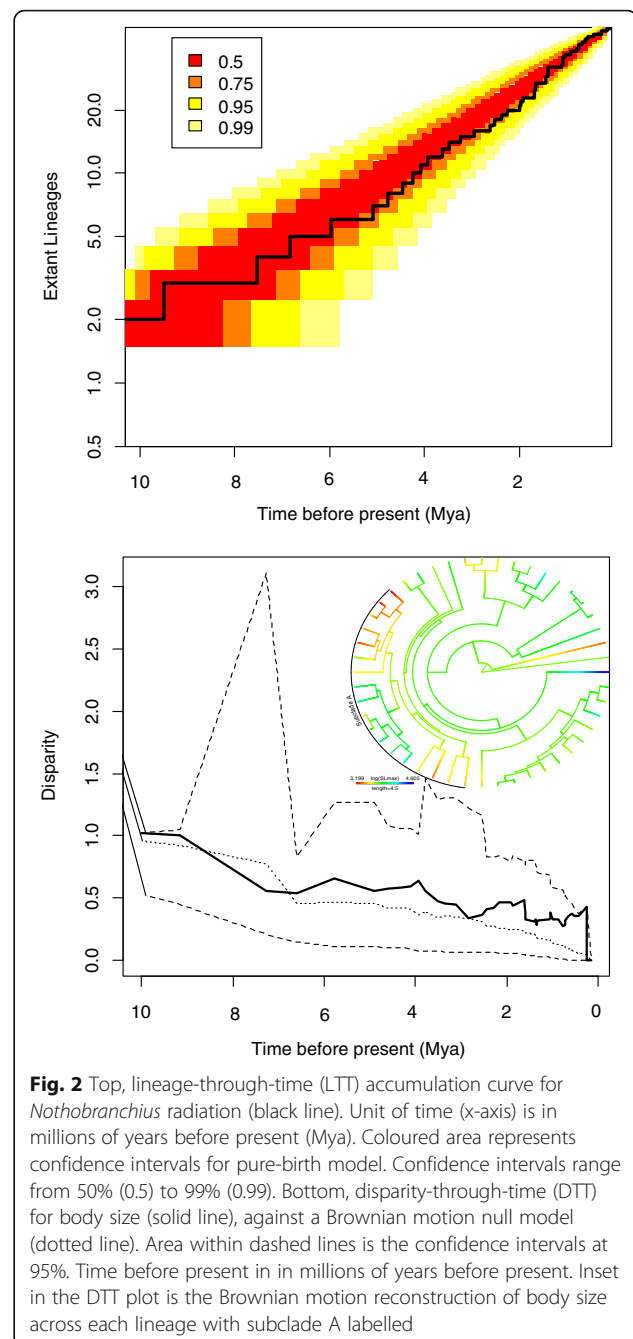 0.5
0.75
0.95
0.99
20.0
10.0
5.0
2.0
1.0
0.5
Extant Lineages
10 8 6 4 2
Time before present (Mya)
3.0
2.5
2.0
1.5
1.0
0.5
0.0
Disparity
Subclade A
3.199 log(SLmax) 4.605
length=4.5
10 8 6 4 2 0
Time before present (Mya)
Fig. 2 Top, lineage-through-time (LTT) accumulation curve for
Nothobranchius radiation (black line). Unit of time (x-axis) is in
millions of years before present (Mya). Coloured area represents
confidence intervals for pure-birth model. Confidence intervals range
from 50% (0.5) to 99% (0.99). Bottom, disparity-through-time (DTT)
for body size (solid line), against a Brownian motion null model
(dotted line). Area within dashed lines is the confidence intervals at
95%. Time before present in in millions of years before present. Inset
in the DTT plot is the Brownian motion reconstruction of body size
across each lineage with subclade A labelled